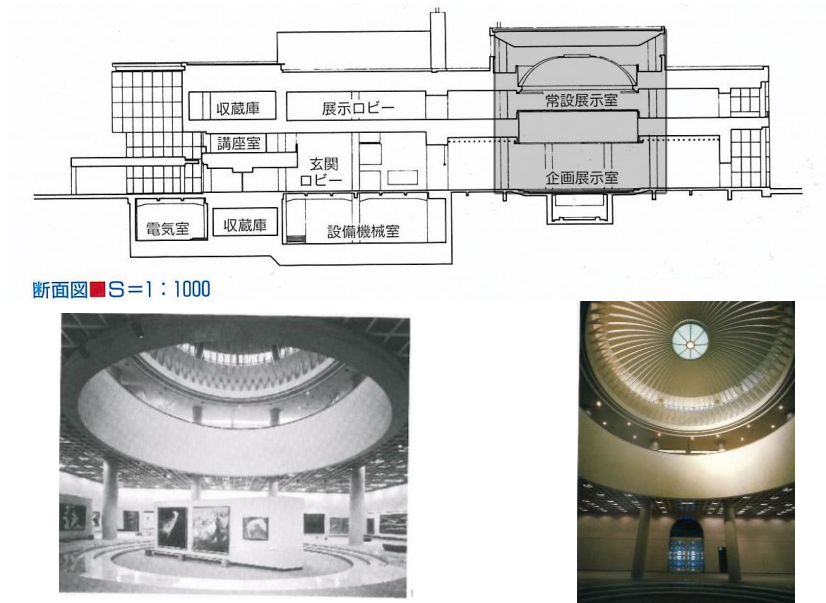 収蔵庫
展示ロビー
常設展示室
講座室
玄関
ロビー
企画展示室
電気室
収蔵庫
設備機械室
断面図■S=1：1000